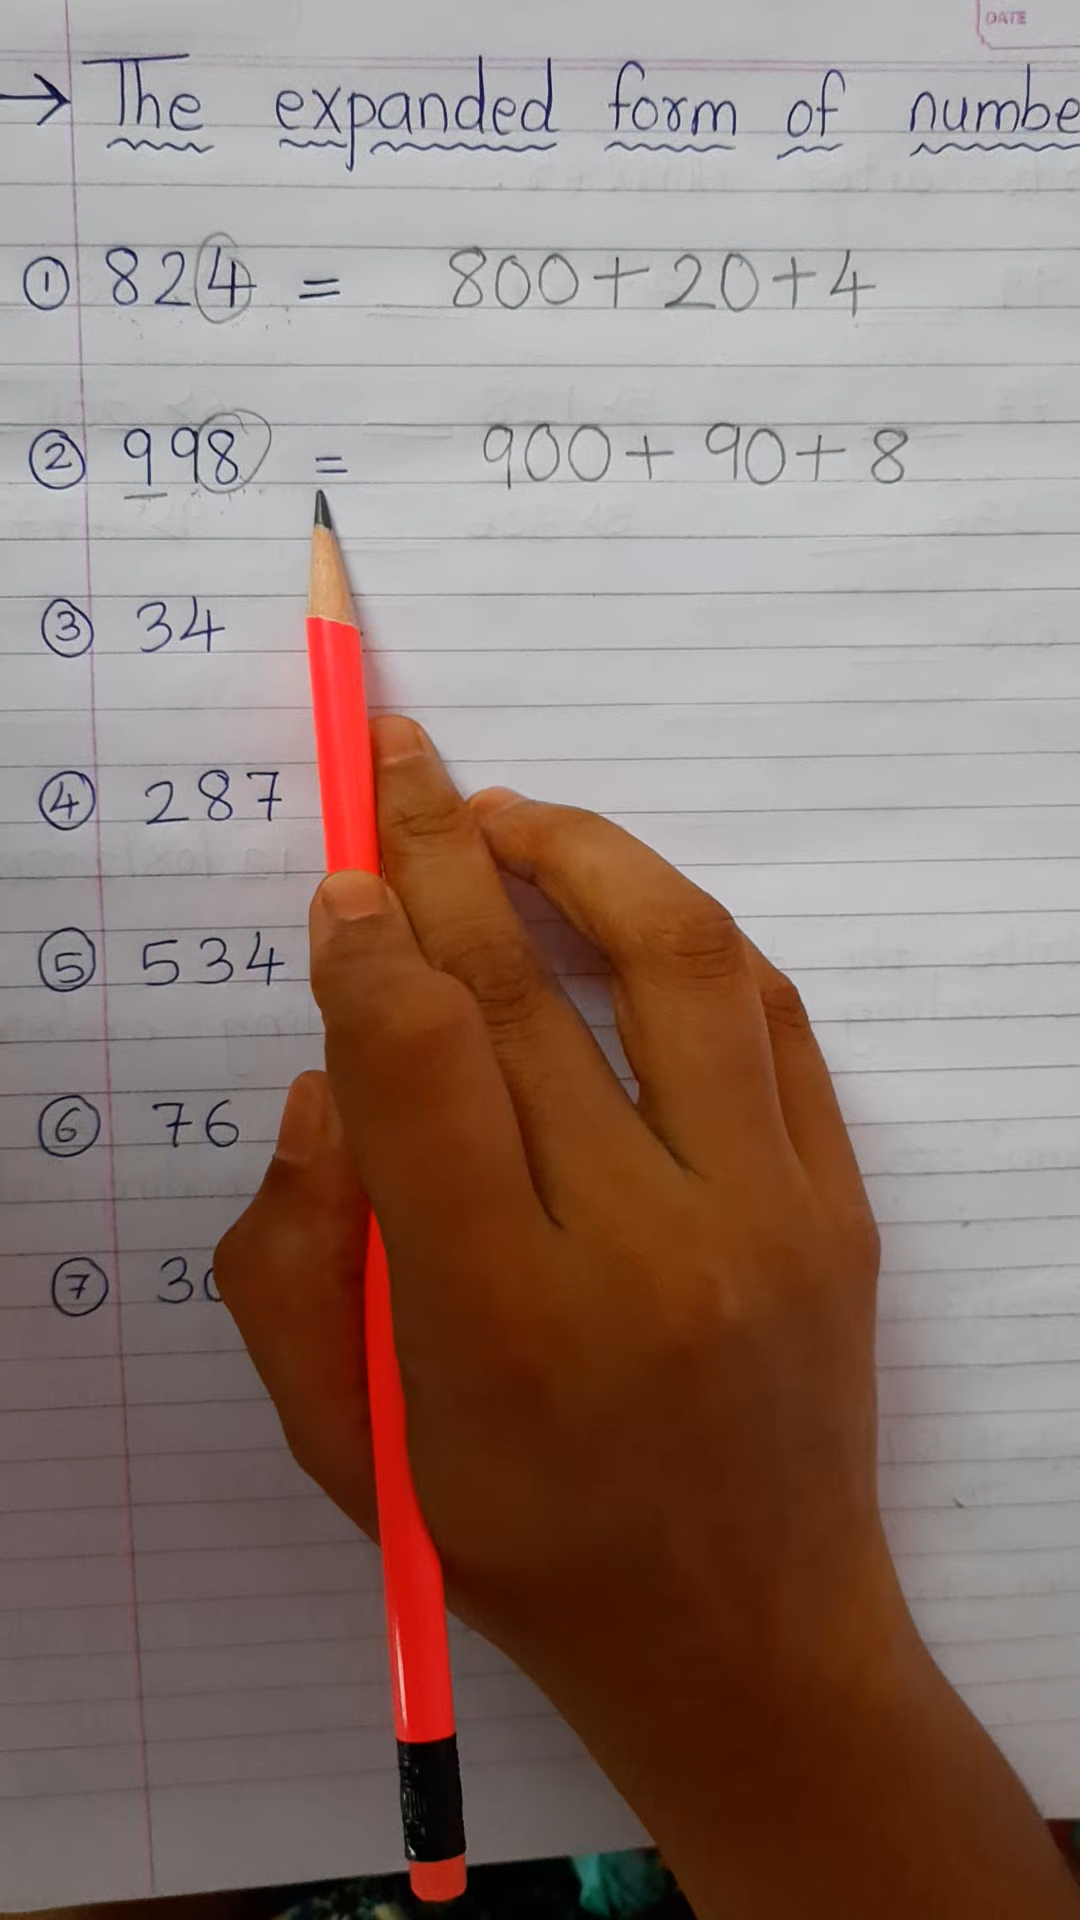 DATE
→ The expanded form of numbe
① 824 = 800+20+4
② 998 = 900+90+8
③ 34
④ 287
⑤ 534
⑥ 76
⑦ 30